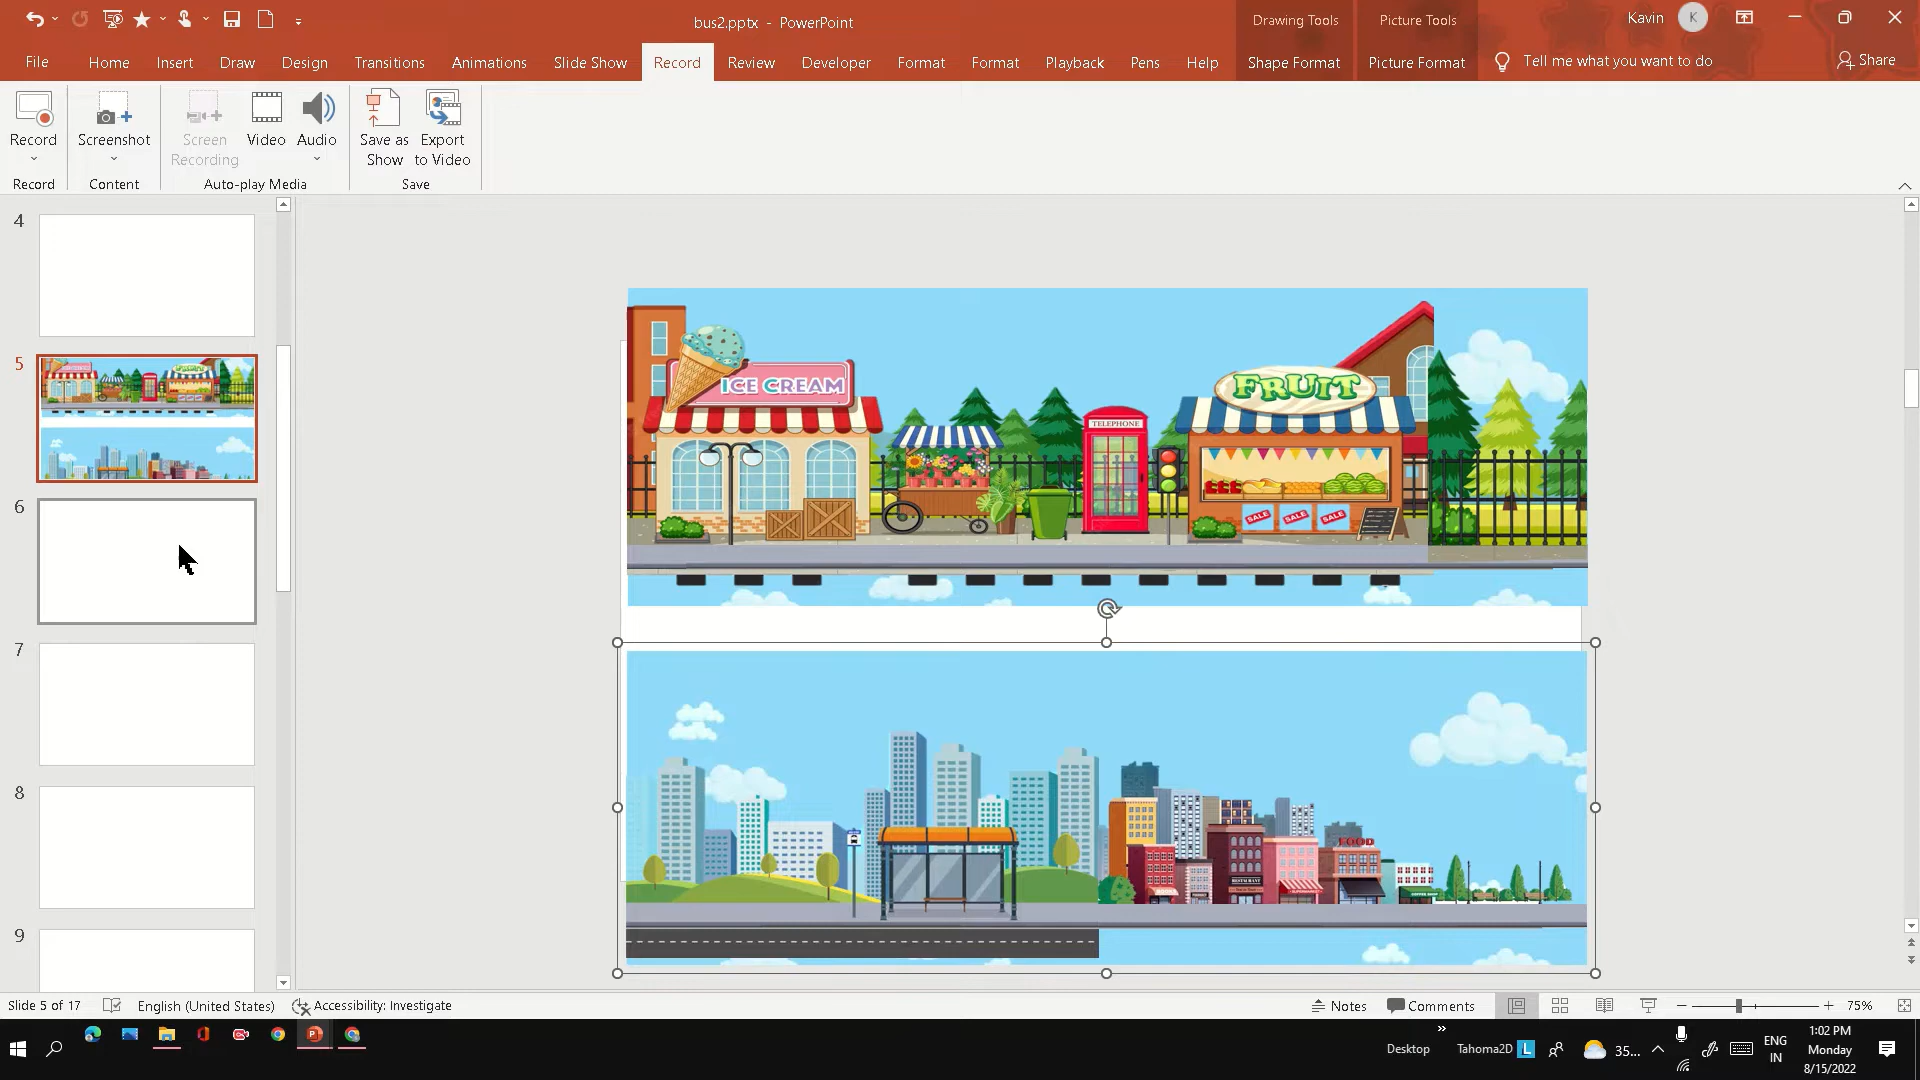 bus2.pptx - PowerPoint
Drawing Tools
Picture Tools
Kavin
K
File
Home
Insert
Draw
Design
Transitions
Animations
Slide Show
Record
Review
Developer
Format
Format
Playback
Pens
Help
Shape Format
Picture Format
Tell me what you want to do
Share
Record
Screenshot
Screen
Recording
Video
Audio
Save as
Show
Export
to Video
Record
Content
Auto-play Media
Save
4
5
6
7
8
9
ICE CREAM
TELEPHONE
FRUIT
SALE
SALE
SALE
FOOD
RESTAURANT
Slide 5 of 17
English (United States)
Accessibility: Investigate
Notes
Comments
75%
Desktop
Tahoma2D
L
35...
ENG
IN
1:02 PM
Monday
8/15/2022